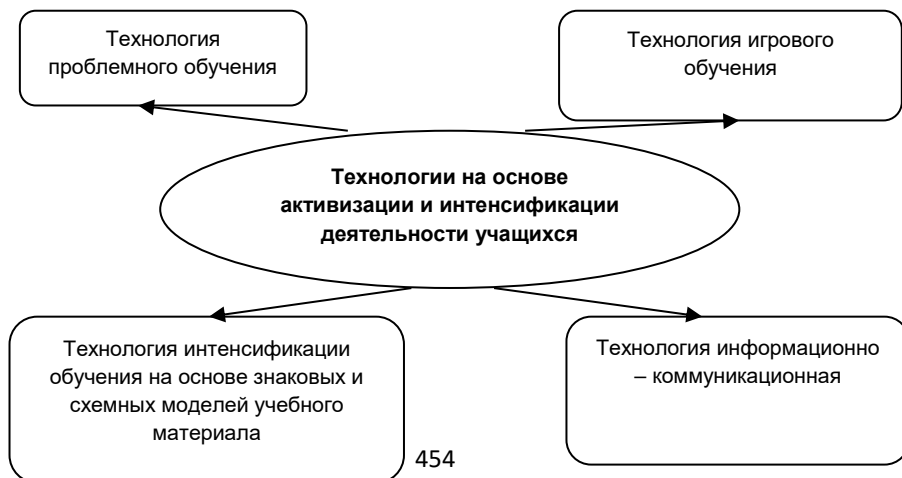 Технология
проблемного обучения
Технология игрового
обучения
Технологии на основе
активизации и интенсификации
деятельности учащихся
Технология интенсификации
обучения на основе знаковых и
схемных моделей учебного
материала
Технология информационно
– коммуникационная
454